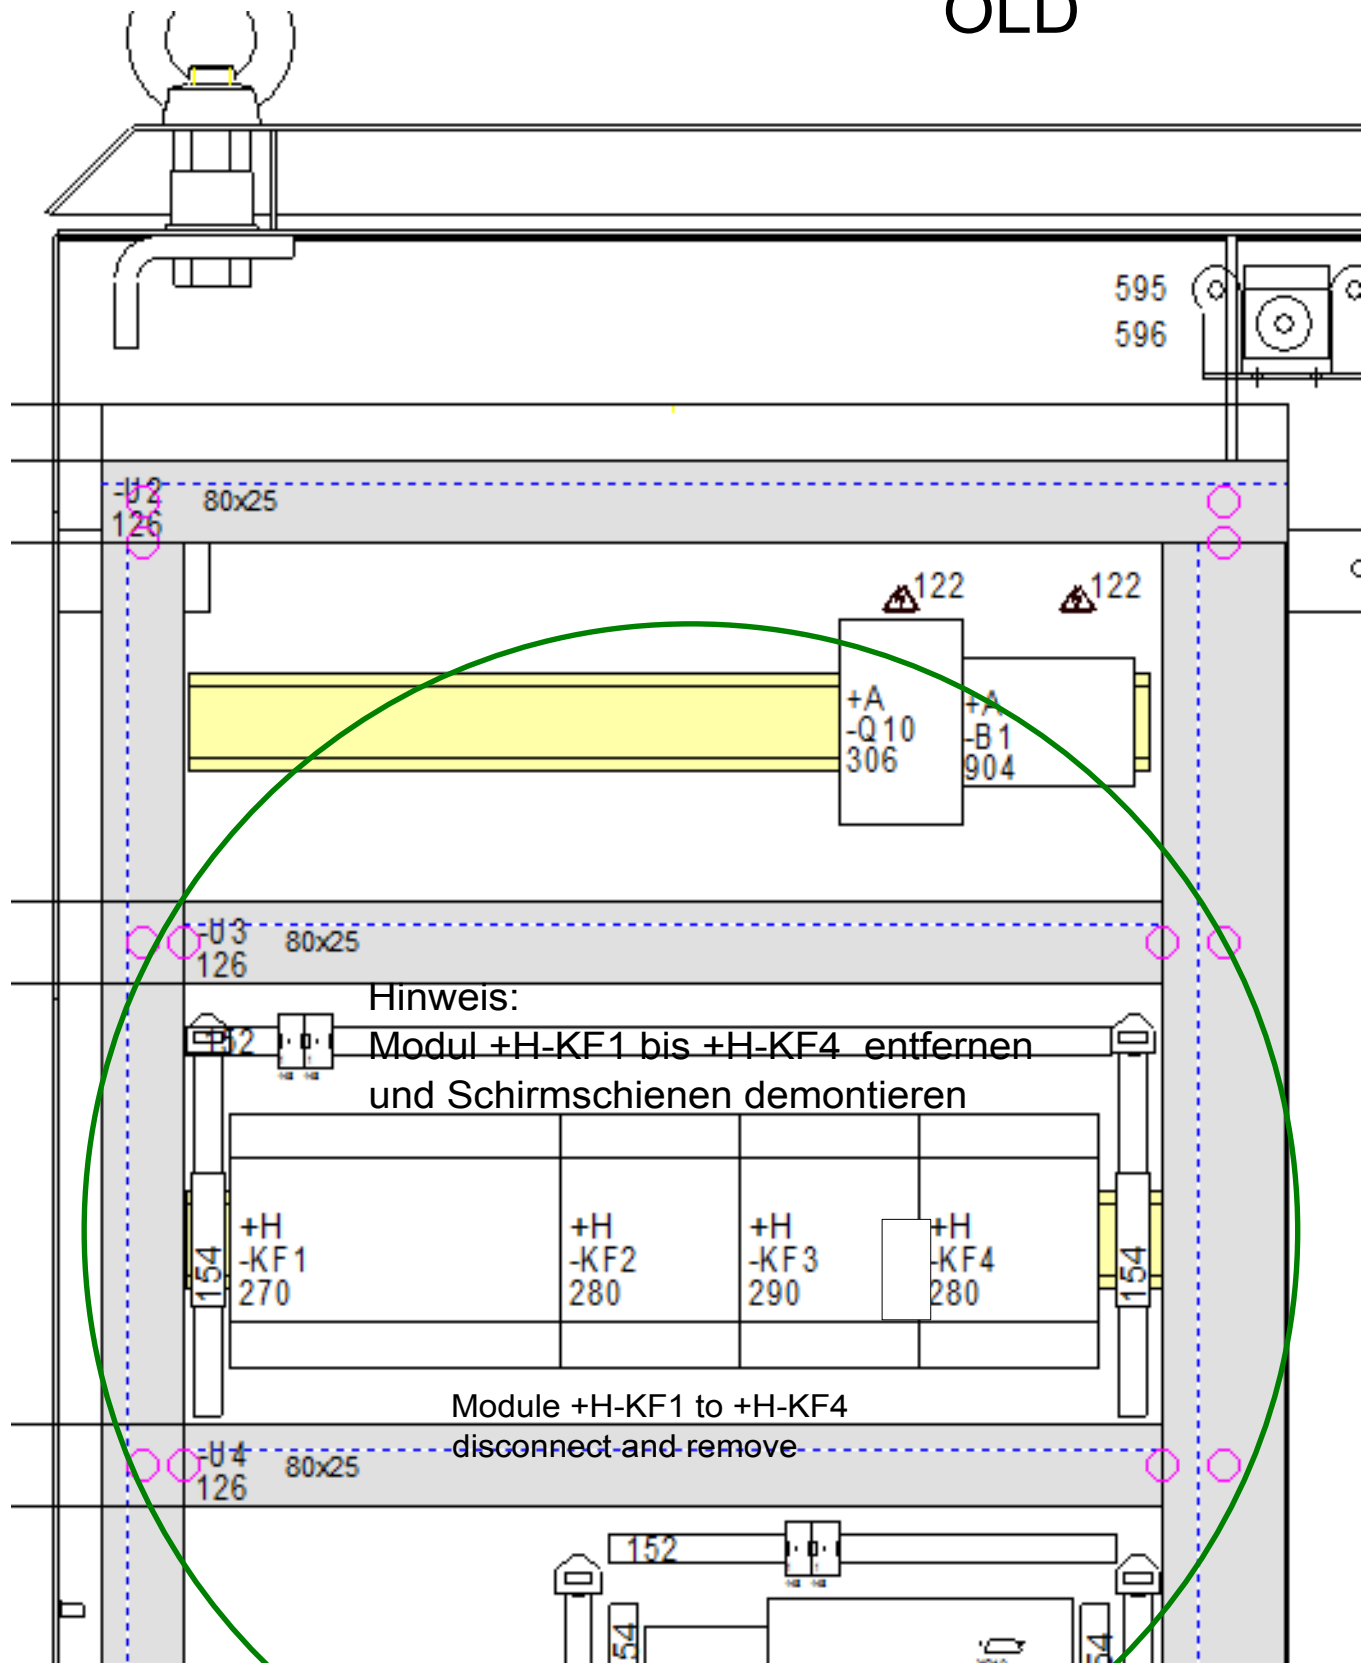 OLD
595
596
-U2
126
80x25
122
122
+A
-Q10
306
+A
-B1
904
-U3
126
80x25
Hinweis:
Modul +H-KF1 bis +H-KF4 entfernen
und Schirmschienen demontieren
152
154
+H
-KF1
270
+H
-KF2
280
+H
-KF3
290
+H
-KF4
280
154
Module +H-KF1 to +H-KF4
disconnect and remove
-U4
126
80x25
152
54
54